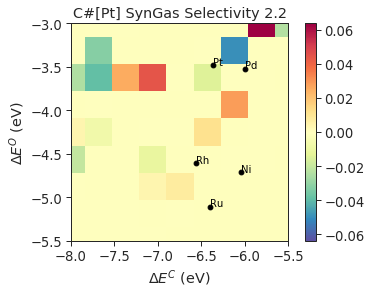 C#[Pt] SynGas Selectivity 2.2
−3.0
−3.5
−4.0
−4.5
−5.0
−5.5
ΔE^O (eV)
Pt
Pd
Rh
Ni
Ru
−8.0 −7.5 −7.0 −6.5 −6.0 −5.5
ΔE^C (eV)
0.06
0.04
0.02
0.00
−0.02
−0.04
−0.06